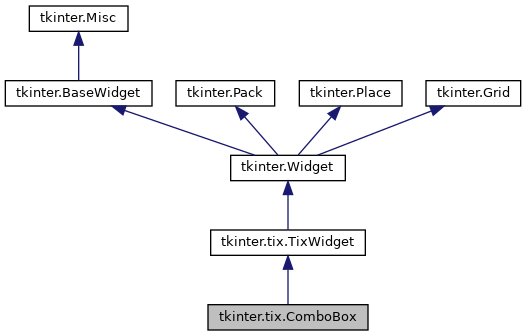 tkinter.Misc
tkinter.BaseWidget
tkinter.Pack
tkinter.Place
tkinter.Grid
tkinter.Widget
tkinter.tix.TixWidget
tkinter.tix.ComboBox